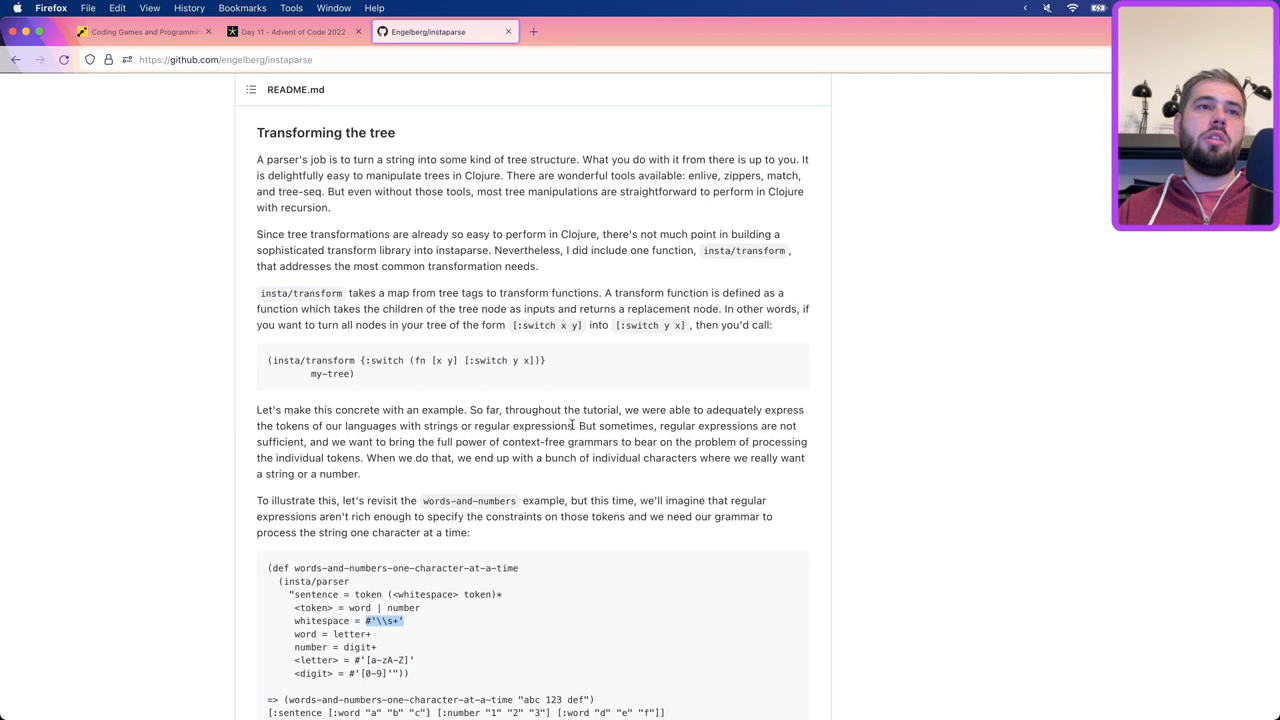 Firefox File Edit View History Bookmarks Tools Window Help
Coding Games and Programmin
Day 11 - Advent of Code 2022
Engelberg/instaparse
https://github.com/engelberg/instaparse
README.md
Transforming the tree
A parser's job is to turn a string into some kind of tree structure. What you do with it from there is up to you. It
is delightfully easy to manipulate trees in Clojure. There are wonderful tools available: enlive, zippers, match,
and tree-seq. But even without those tools, most tree manipulations are straightforward to perform in Clojure
with recursion.
Since tree transformations are already so easy to perform in Clojure, there's not much point in building a
sophisticated transform library into instaparse. Nevertheless, I did include one function, insta/transform,
that addresses the most common transformation needs.
insta/transform takes a map from tree tags to transform functions. A transform function is defined as a
function which takes the children of the tree node as inputs and returns a replacement node. In other words, if
you want to turn all nodes in your tree of the form [:switch x y] into [:switch y x], then you'd call:
(insta/transform {:switch (fn [x y] [:switch y x])}
my-tree)
Let's make this concrete with an example. So far, throughout the tutorial, we were able to adequately express
the tokens of our languages with strings or regular expressions. But sometimes, regular expressions are not
sufficient, and we want to bring the full power of context-free grammars to bear on the problem of processing
the individual tokens. When we do that, we end up with a bunch of individual characters where we really want
a string or a number.
To illustrate this, let's revisit the words-and-numbers example, but this time, we'll imagine that regular
expressions aren't rich enough to specify the constraints on those tokens and we need our grammar to
process the string one character at a time:
(def words-and-numbers-one-character-at-a-time
(insta/parser
"sentence = token (<whitespace> token)*
<token> = word | number
whitespace = #'\\s+'
word = letter+
number = digit+
<letter> = #'[a-zA-Z]'
<digit> = #'[0-9]'"))
=> (words-and-numbers-one-character-at-a-time "abc 123 def")
[:sentence [:word "a" "b" "c"] [:number "1" "2" "3"] [:word "d" "e" "f"]]